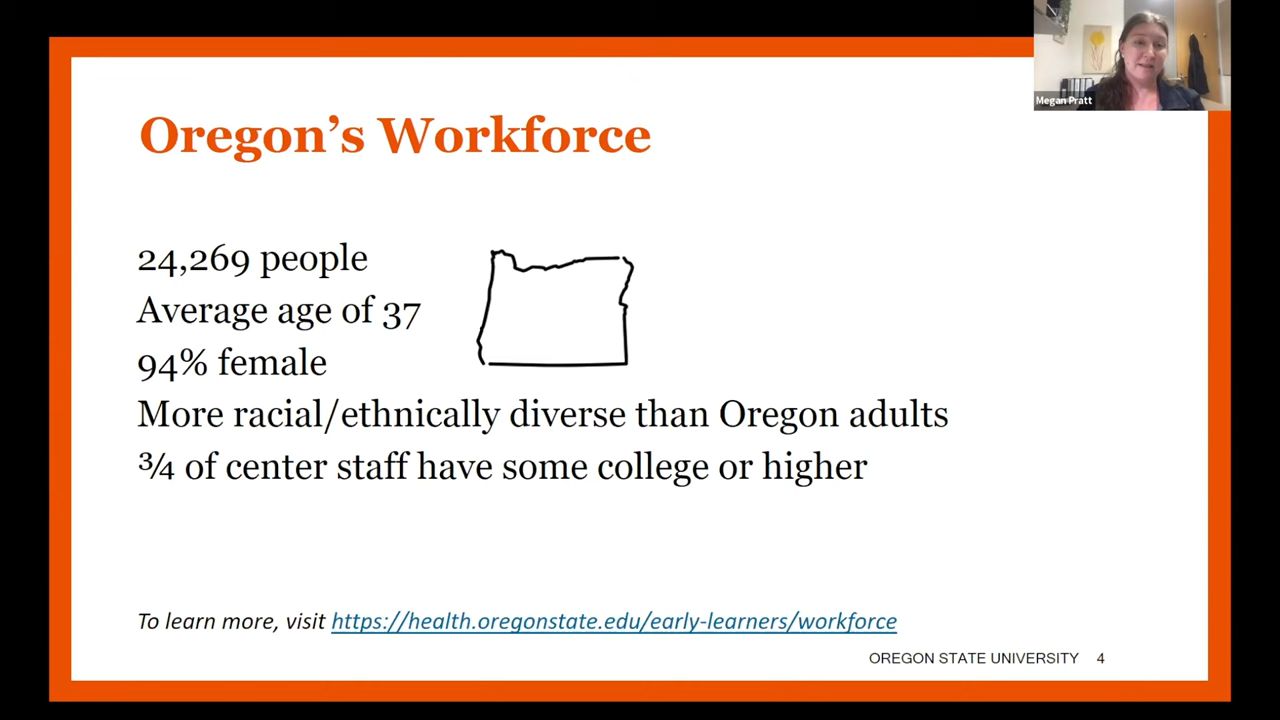 Megan Pratt
Oregon's Workforce
24,269 people
Average age of 37
94% female
More racial/ethnically diverse than Oregon adults
¾ of center staff have some college or higher
To learn more, visit https://health.oregonstate.edu/early-learners/workforce
OREGON STATE UNIVERSITY 4